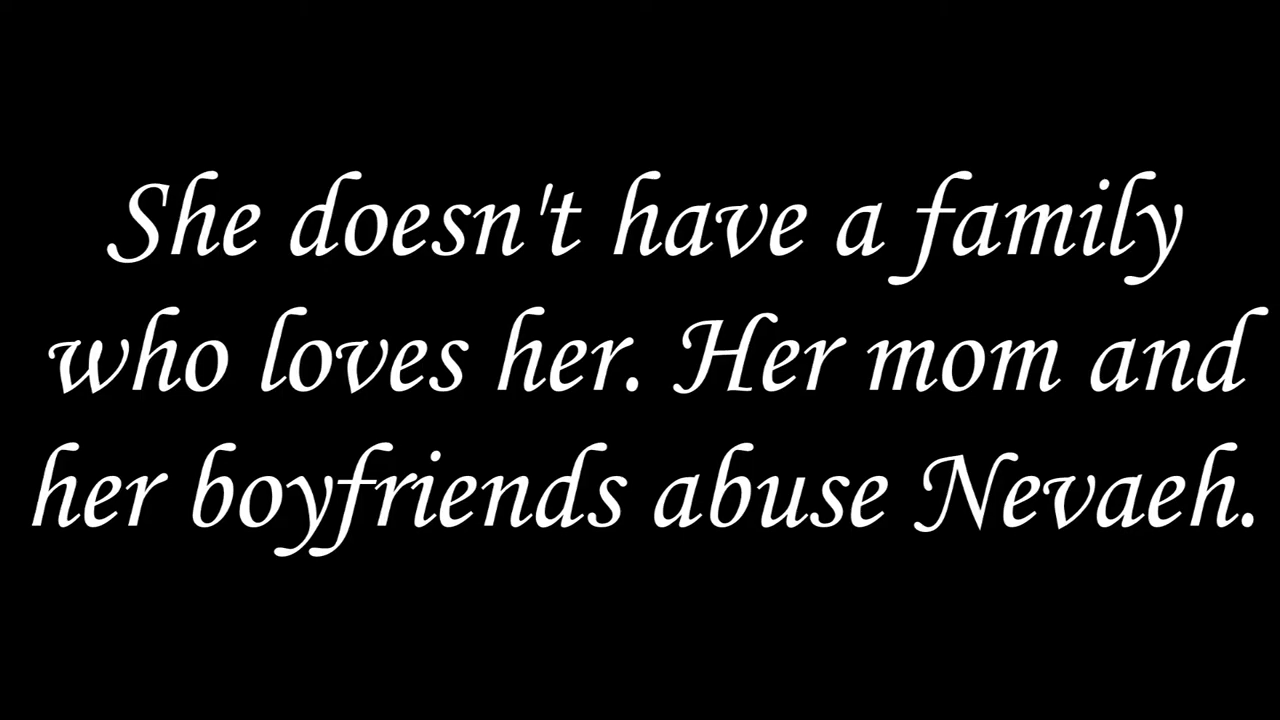 She doesn't have a family
who loves her. Her mom and
her boyfriends abuse Nevaeh.